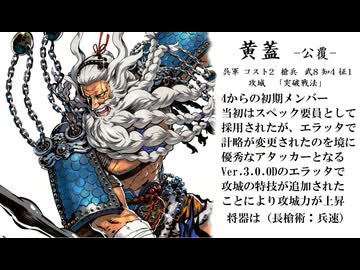 黄蓋 -公覆-
呉軍 コスト2 槍兵 武8 知4 征1
攻城 「突破戦法」
4からの初期メンバー
当初はスペック要員として
採用されたが、エラッタで
計略が変更されたのを境に
優秀なアタッカーとなる
Ver.3.0.0Dのエラッタで
攻城の特技が追加された
ことにより攻城力が上昇
将器は（長槍術：兵速）